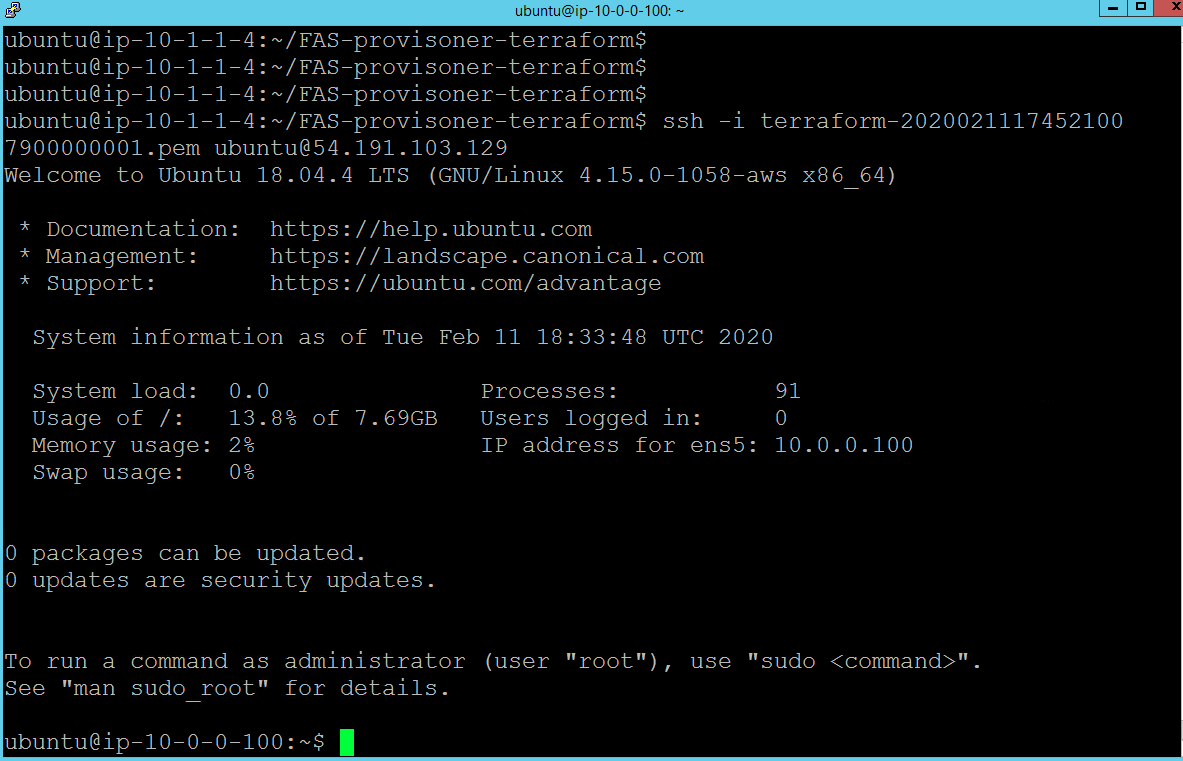 ubuntu@ip-10-0-0-100: ~
ubuntu@ip-10-1-1-4:~/FAS-provisoner-terraform$
ubuntu@ip-10-1-1-4:~/FAS-provisoner-terraform$
ubuntu@ip-10-1-1-4:~/FAS-provisoner-terraform$
ubuntu@ip-10-1-1-4:~/FAS-provisoner-terraform$ ssh -i terraform-2020021117452100
7900000001.pem ubuntu@54.191.103.129
Welcome to Ubuntu 18.04.4 LTS (GNU/Linux 4.15.0-1058-aws x86_64)
* Documentation:  https://help.ubuntu.com
* Management:     https://landscape.canonical.com
* Support:        https://ubuntu.com/advantage
System information as of Tue Feb 11 18:33:48 UTC 2020
System load:  0.0               Processes:           91
Usage of /:   13.8% of 7.69GB   Users logged in:     0
Memory usage: 2%                IP address for ens5: 10.0.0.100
Swap usage:   0%
0 packages can be updated.
0 updates are security updates.
To run a command as administrator (user "root"), use "sudo <command>".
See "man sudo_root" for details.
ubuntu@ip-10-0-0-100:~$